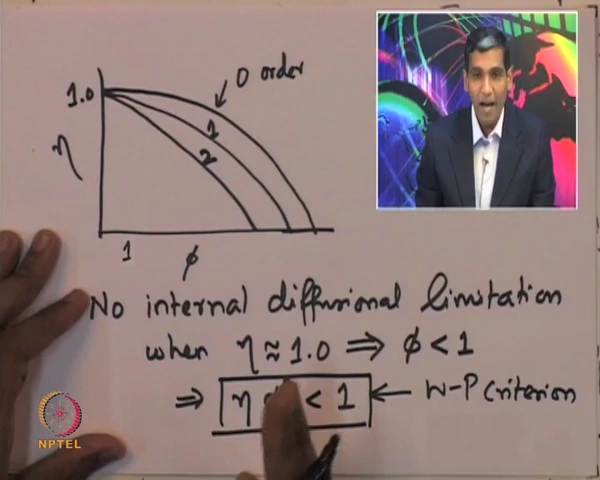 0 order
1.0
1
2
η
1
φ
No internal diffusional limitation
when η ≈ 1.0 ⇒ φ < 1
⇒ η < 1 ← W-P Criterion
NPTEL